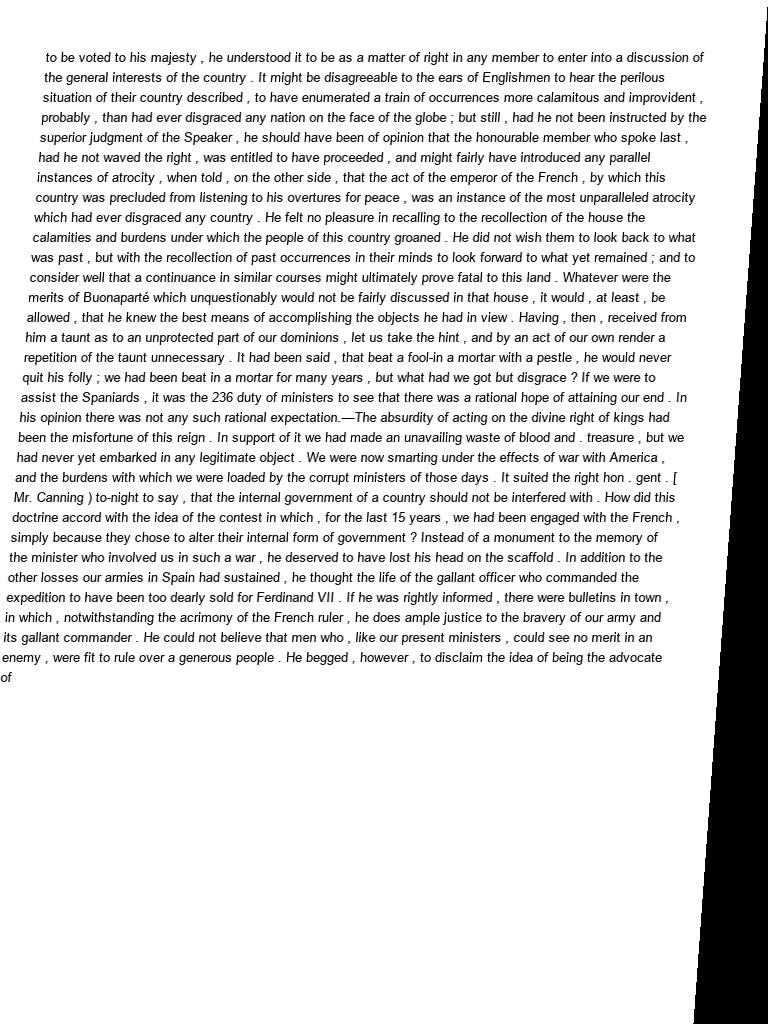 to be voted to his majesty , he understood it to be as a matter of right in any member to enter into a discussion of
the general interests of the country . It might be disagreeable to the ears of Englishmen to hear the perilous
situation of their country described , to have enumerated a train of occurrences more calamitous and improvident ,
probably , than had ever disgraced any nation on the face of the globe ; but still , had he not been instructed by the
superior judgment of the Speaker , he should have been of opinion that the honourable member who spoke last ,
had he not waved the right , was entitled to have proceeded , and might fairly have introduced any parallel
instances of atrocity , when told , on the other side , that the act of the emperor of the French , by which this
country was precluded from listening to his overtures for peace , was an instance of the most unparalleled atrocity
which had ever disgraced any country . He felt no pleasure in recalling to the recollection of the house the
calamities and burdens under which the people of this country groaned . He did not wish them to look back to what
was past , but with the recollection of past occurrences in their minds to look forward to what yet remained ; and to
consider well that a continuance in similar courses might ultimately prove fatal to this land . Whatever were the
merits of Buonaparté which unquestionably would not be fairly discussed in that house , it would , at least , be
allowed , that he knew the best means of accomplishing the objects he had in view . Having , then , received from
him a taunt as to an unprotected part of our dominions , let us take the hint , and by an act of our own render a
repetition of the taunt unnecessary . It had been said , that beat a fool-in a mortar with a pestle , he would never
quit his folly ; we had been beat in a mortar for many years , but what had we got but disgrace ? If we were to
assist the Spaniards , it was the 236 duty of ministers to see that there was a rational hope of attaining our end . In
his opinion there was not any such rational expectation.—The absurdity of acting on the divine right of kings had
been the misfortune of this reign . In support of it we had made an unavailing waste of blood and . treasure , but we
had never yet embarked in any legitimate object . We were now smarting under the effects of war with America ,
and the burdens with which we were loaded by the corrupt ministers of those days . It suited the right hon . gent . [
Mr. Canning ) to-night to say , that the internal government of a country should not be interfered with . How did this
doctrine accord with the idea of the contest in which , for the last 15 years , we had been engaged with the French ,
simply because they chose to alter their internal form of government ? Instead of a monument to the memory of
the minister who involved us in such a war , he deserved to have lost his head on the scaffold . In addition to the
other losses our armies in Spain had sustained , he thought the life of the gallant officer who commanded the
expedition to have been too dearly sold for Ferdinand VII . If he was rightly informed , there were bulletins in town ,
in which , notwithstanding the acrimony of the French ruler , he does ample justice to the bravery of our army and
its gallant commander . He could not believe that men who , like our present ministers , could see no merit in an
enemy , were fit to rule over a generous people . He begged , however , to disclaim the idea of being the advocate
of